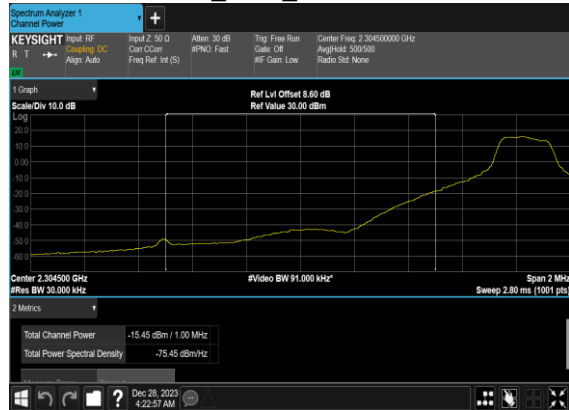 Spectrum Analyzer 1
Channel Power
+
KEYSIGHT
R T
Input: RF
Coupling: DC
Align: Auto
Input Z: 50 Ω
Corr CCorr
Freq Ref: Int (S)
Atten: 30 dB
#PNO: Fast
Trig: Free Run
Gate: Off
#IF Gain: Low
Center Freq: 2.304500000 GHz
Avg|Hold: 500/500
Radio Std: None
1 Graph
Scale/Div 10.0 dB
Ref Lvl Offset 8.60 dB
Ref Value 30.00 dBm
Log
20.0
10.0
0.00
-10.0
-20.0
-30.0
-40.0
-50.0
-60.0
Center 2.304500 GHz
#Res BW 30.000 kHz
#Video BW 91.000 kHz*
Span 2 MHz
Sweep 2.80 ms (1001 pts)
2 Metrics
Total Channel Power -15.45 dBm / 1.00 MHz
Total Power Spectral Density -75.45 dBm/Hz
?
Dec 28, 2023
4:22:57 AM